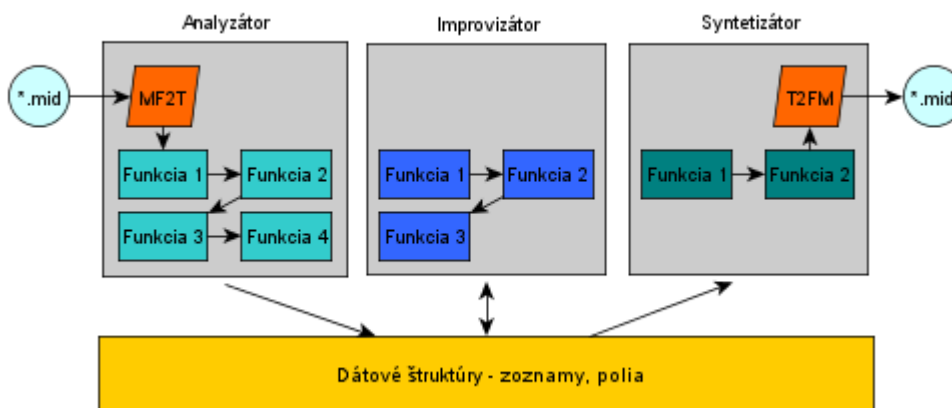 Analyzátor
Improvizátor
Syntetizátor
*.mid
MF2T
T2FM
*.mid
Funkcia 1
Funkcia 2
Funkcia 1
Funkcia 2
Funkcia 1
Funkcia 2
Funkcia 3
Funkcia 4
Funkcia 3
Dátové štruktúry - zoznamy, polia